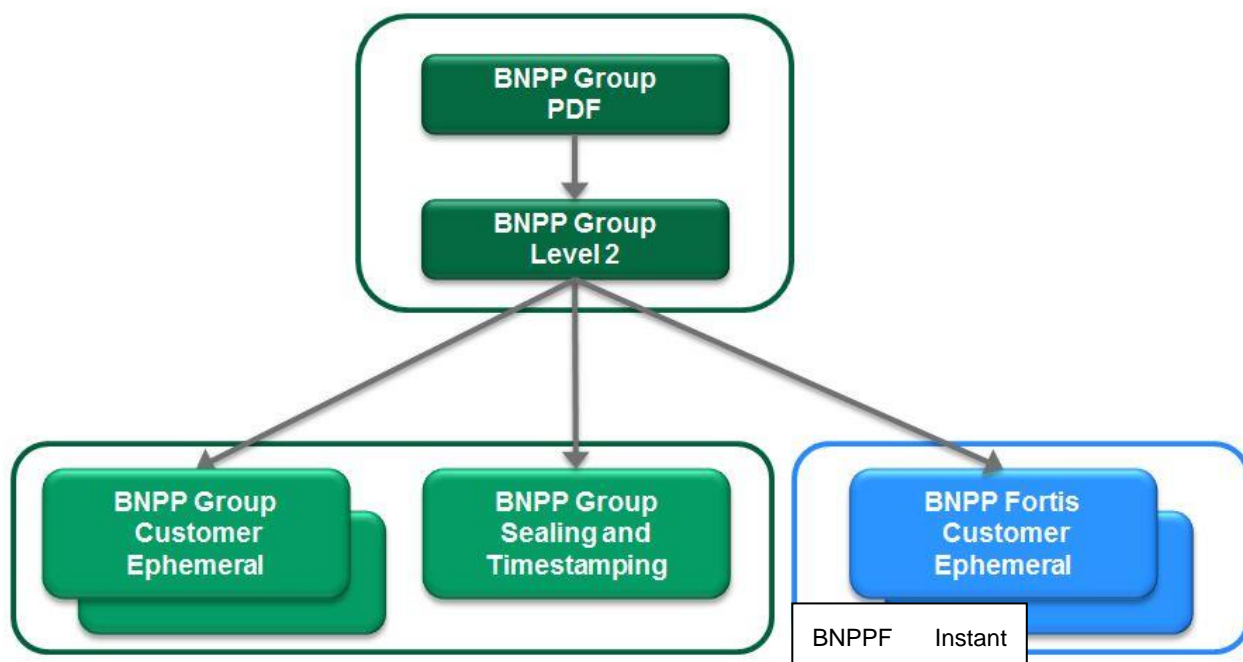 BNPP Group
PDF
BNPP Group
Level 2
BNPP Group
Customer
Ephemeral
BNPP Group
Sealing and
Timestamping
BNPP Fortis
Customer
Ephemeral
BNPPF Instant